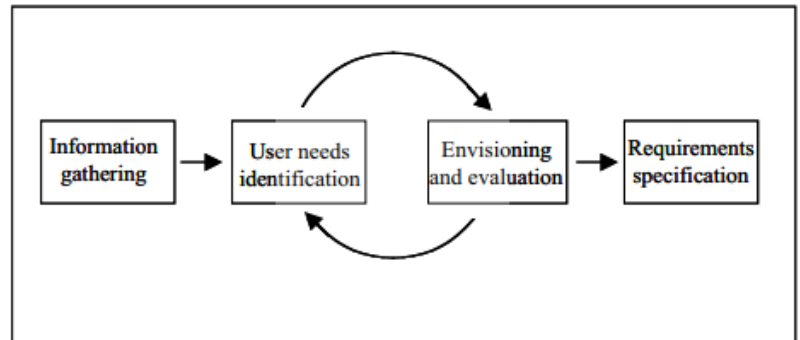 Information
gathering
User needs
identification
Envisioning
and evaluation
Requirements
specification